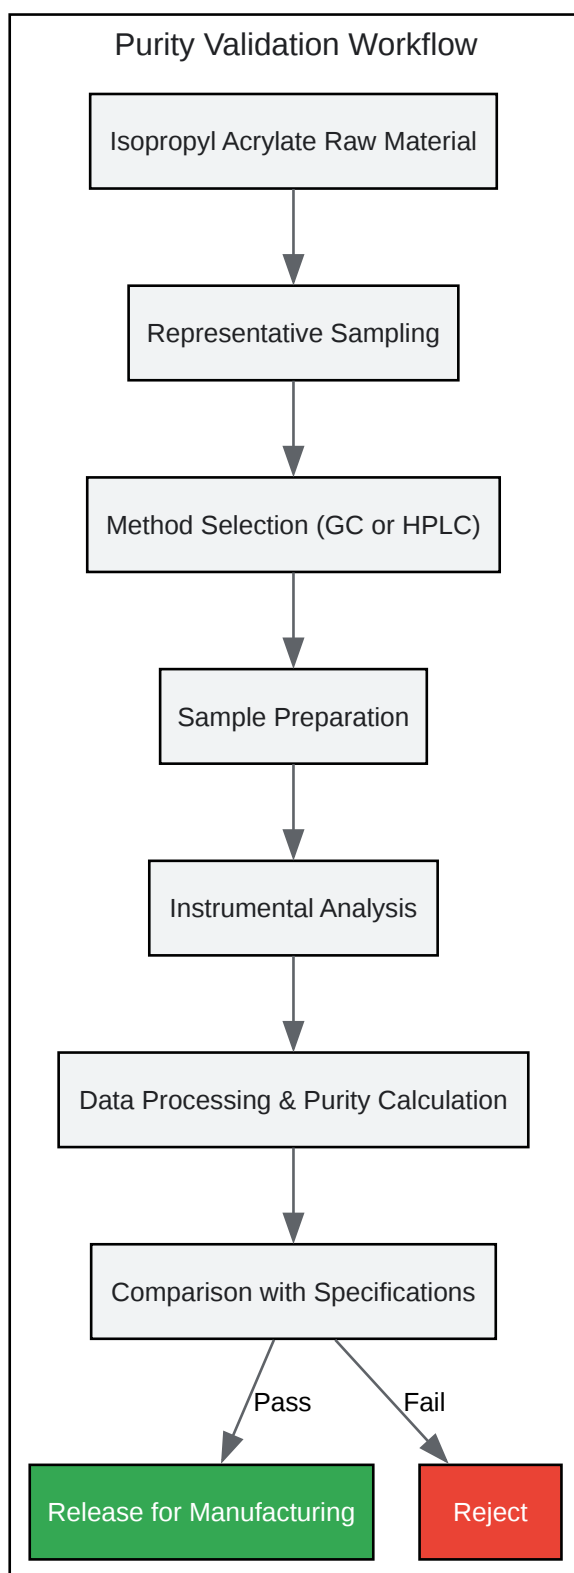 Purity Validation Workflow
Isopropyl Acrylate Raw Material
Representative Sampling
Method Selection (GC or HPLC)
Sample Preparation
Instrumental Analysis
Data Processing & Purity Calculation
Comparison with Specifications
Pass
Fail
Release for Manufacturing
Reject